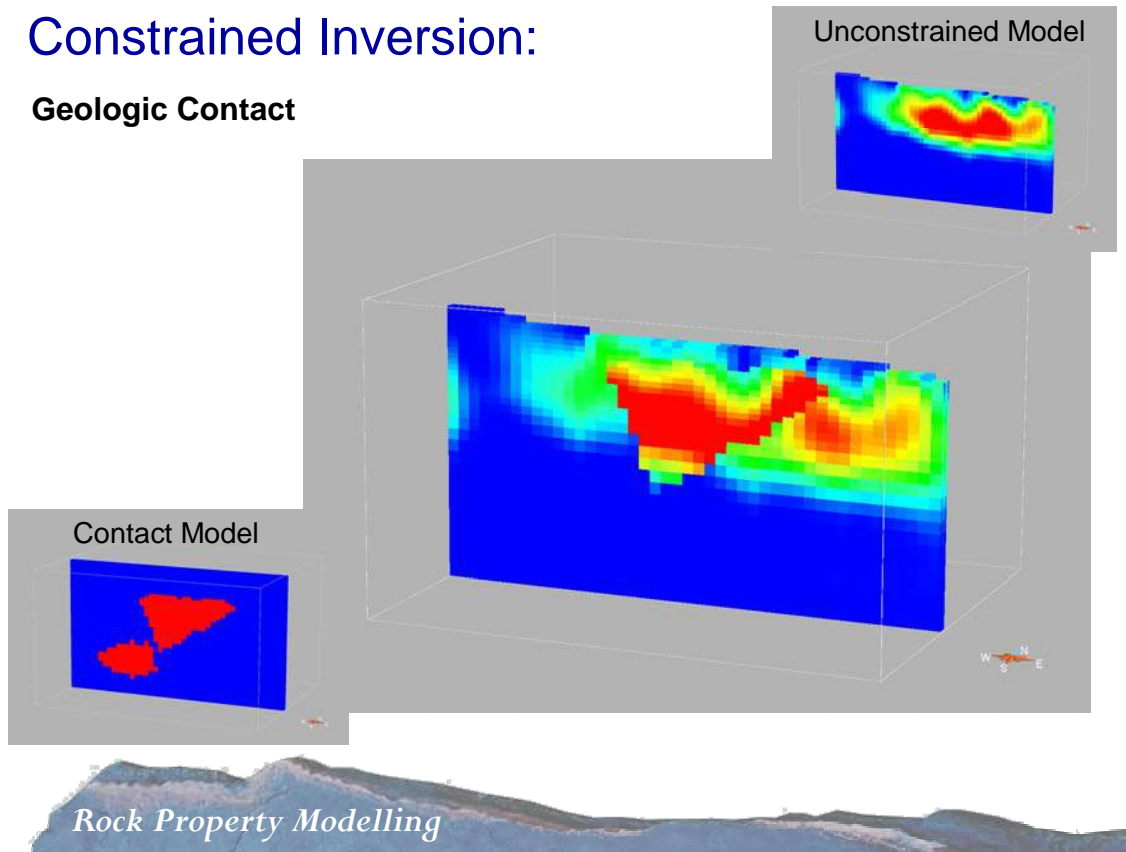 Constrained Inversion:
Unconstrained Model
Geologic Contact
Contact Model
W N
S E
Rock Property Modelling